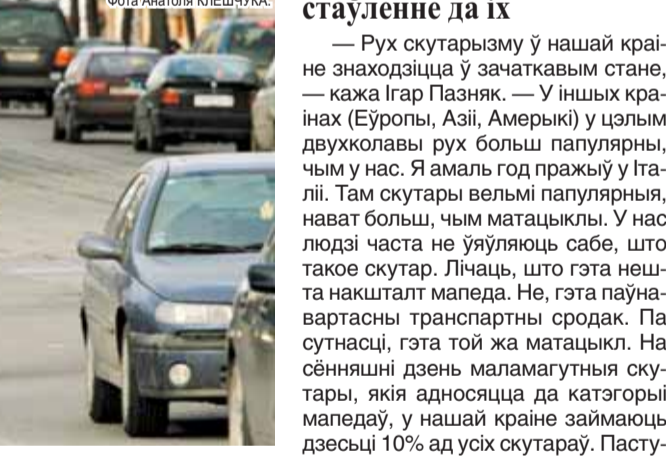 Фота Анатоля КЛЕШЧУКА.
стаўленне да іх
— Рух скутарызму ў нашай краі-
не знаходзіцца ў зачаткавым стане,
— кажа Ігар Пазняк. — У іншых кра-
інах (Еўропы, Азіі, Амерыкі) у цэлым
двухколавы рух больш папулярны,
чым у нас. Я амаль год пражыў у Іта-
ліі. Там скутары вельмі папулярныя,
нават больш, чым матацыклы. У нас
людзі часта не ўяўляюць сабе, што
такое скутар. Лічаць, што гэта неш-
та накшталт мапеда. Не, гэта паўна-
вартасны транспартны сродак. Па
сутнасці, гэта той жа матацыкл. На
сённяшні дзень маламагутныя ску-
тары, якія адносяцца да катэгорыі
мапедаў, у нашай краіне займаюць
дзесьці 10% ад усіх скутараў. Пасту-